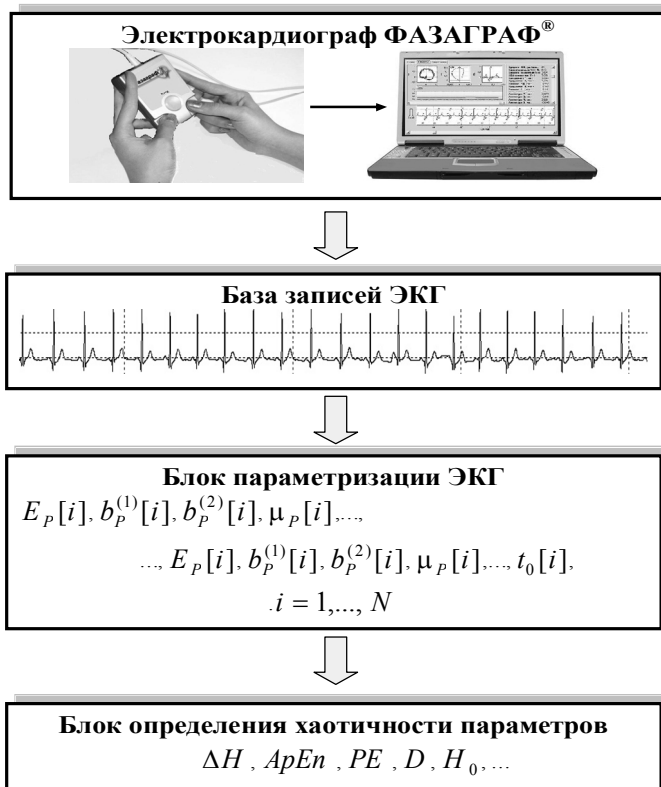 Электрокардиограф ФАЗАГРАФ®
База записей ЭКГ
Блок параметризации ЭКГ
E_P[i], b_P^(1)[i], b_P^(2)[i], μ_P[i],...,
..., E_P[i], b_P^(1)[i], b_P^(2)[i], μ_P[i],..., t_0[i],
.i = 1,..., N
Блок определения хаотичности параметров
ΔH , ApEn , PE , D , H_0 , ...